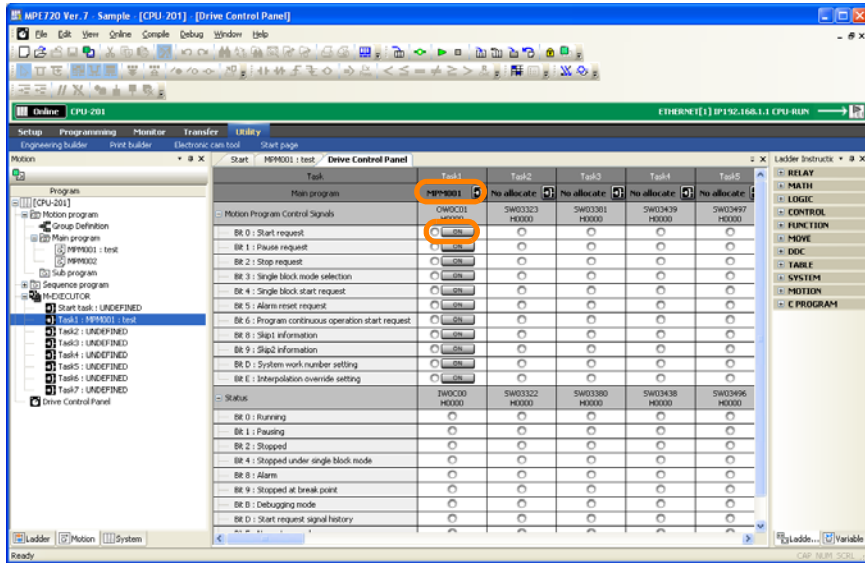 MPE720 Ver.7 - Sample - [CPU-201] - [Drive Control Panel]
File Edit View Online Compile Debug Window Help
Online CPU-201 ETHERNET[1] IP192.168.1.1 CPU-RUN
Setup Programming Monitor Transfer Utility
Engineering builder Print builder Electronic cam tool Start page
Motion
Program
[CPU-201]
Motion program
Group Definition
Main program
MPM001 : test
MPM002
Sub program
Sequence program
M-EXECUTOR
Start task : UNDEFINED
Task1 : MPM001 : test
Task2 : UNDEFINED
Task3 : UNDEFINED
Task4 : UNDEFINED
Task5 : UNDEFINED
Task6 : UNDEFINED
Task7 : UNDEFINED
Drive Control Panel
Start MPM001 : test Drive Control Panel
Task Task1 Task2 Task3 Task4 Task5
Main program MPM001 No allocate No allocate No allocate No allocate
Motion Program Control Signals OW0C01 SW03323 SW03381 SW03439 SW03497
H0000 H0000 H0000 H0000 H0000
Bit 0 : Start request ON
Bit 1 : Pause request ON
Bit 2 : Stop request ON
Bit 3 : Single block mode selection ON
Bit 4 : Single block start request ON
Bit 5 : Alarm reset request ON
Bit 6 : Program continuous operation start request ON
Bit 8 : Skip1 information ON
Bit 9 : Skip2 information ON
Bit D : System work number setting ON
Bit E : Interpolation override setting ON
Status IW0C00 SW03322 SW03380 SW03438 SW03496
H0000 H0000 H0000 H0000 H0000
Bit 0 : Running
Bit 1 : Pausing
Bit 2 : Stopped
Bit 4 : Stopped under single block mode
Bit 8 : Alarm
Bit 9 : Stopped at break point
Bit B : Debugging mode
Bit D : Start request signal history
Ladder Instructic
RELAY
MATH
LOGIC
CONTROL
FUNCTION
MOVE
DDC
TABLE
SYSTEM
MOTION
C PROGRAM
Ladder Motion System
Ladde... Variable
Ready CAP NUM SCRL